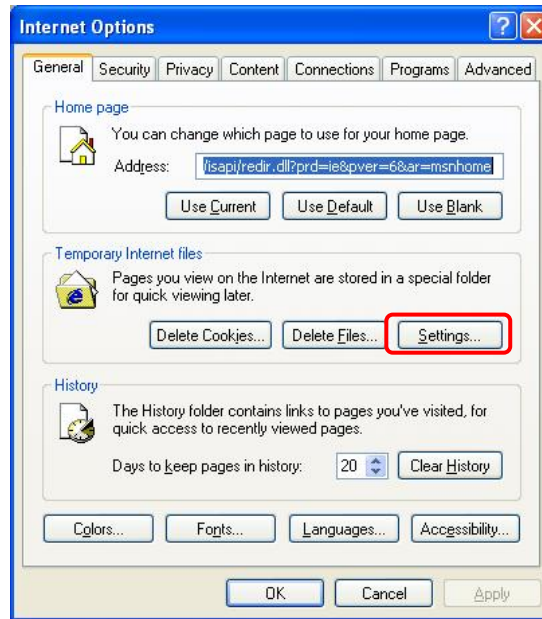 Internet Options
General Security Privacy Content Connections Programs Advanced
Home page
You can change which page to use for your home page.
Address: /isapi/redir.dll?prd=ie&pver=6&ar=msnhome
Use Current Use Default Use Blank
Temporary Internet files
Pages you view on the Internet are stored in a special folder
for quick viewing later.
Delete Cookies... Delete Files... Settings...
History
The History folder contains links to pages you've visited, for
quick access to recently viewed pages.
Days to keep pages in history: 20 Clear History
Colors... Fonts... Languages... Accessibility...
OK Cancel Apply